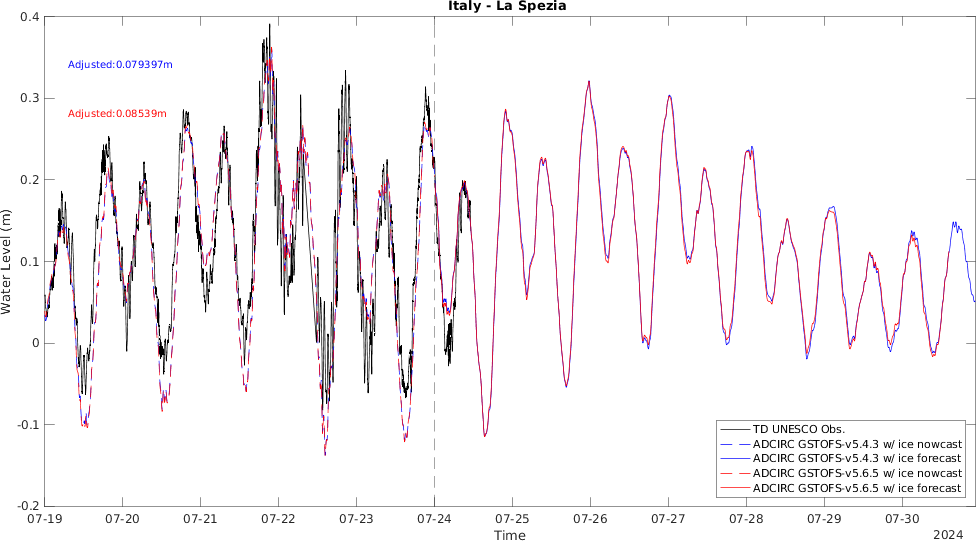 Italy - La Spezia
0.4
0.3
0.2
0.1
0
-0.1
-0.2
Water Level (m)
Adjusted:0.079397m
Adjusted:0.08539m
TD UNESCO Obs.
ADCIRC GSTOFS-v5.4.3 w/ ice nowcast
ADCIRC GSTOFS-v5.4.3 w/ ice forecast
ADCIRC GSTOFS-v5.6.5 w/ ice nowcast
ADCIRC GSTOFS-v5.6.5 w/ ice forecast
07-19 07-20 07-21 07-22 07-23 07-24 07-25 07-26 07-27 07-28 07-29 07-30
Time
2024